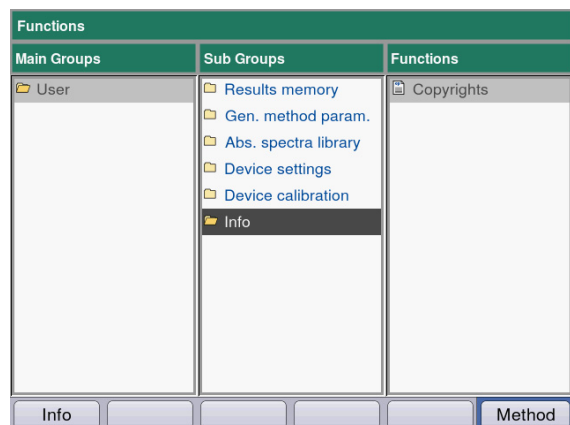 Functions
Main Groups
Sub Groups
Functions
User
Results memory
Gen. method param.
Abs. spectra library
Device settings
Device calibration
Info
Copyrights
Info
Method